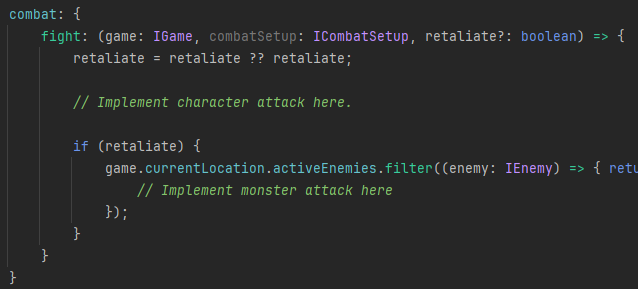 combat: {
fight: (game: IGame, combatSetup: ICombatSetup, retaliate?: boolean) => {
retaliate = retaliate ?? retaliate;
// Implement character attack here.
if (retaliate) {
game.currentLocation.activeEnemies.filter((enemy: IEnemy) => { retu
// Implement monster attack here
});
}
}
}